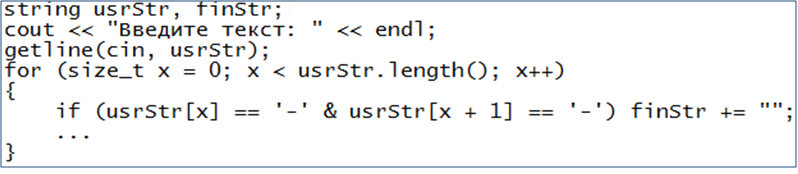 string usrStr, finStr;
cout << "Введите текст: " << endl;
getline(cin, usrStr);
for (size_t x = 0; x < usrStr.length(); x++)
{
    if (usrStr[x] == '-' & usrStr[x + 1] == '-') finStr += "";
    ...
}